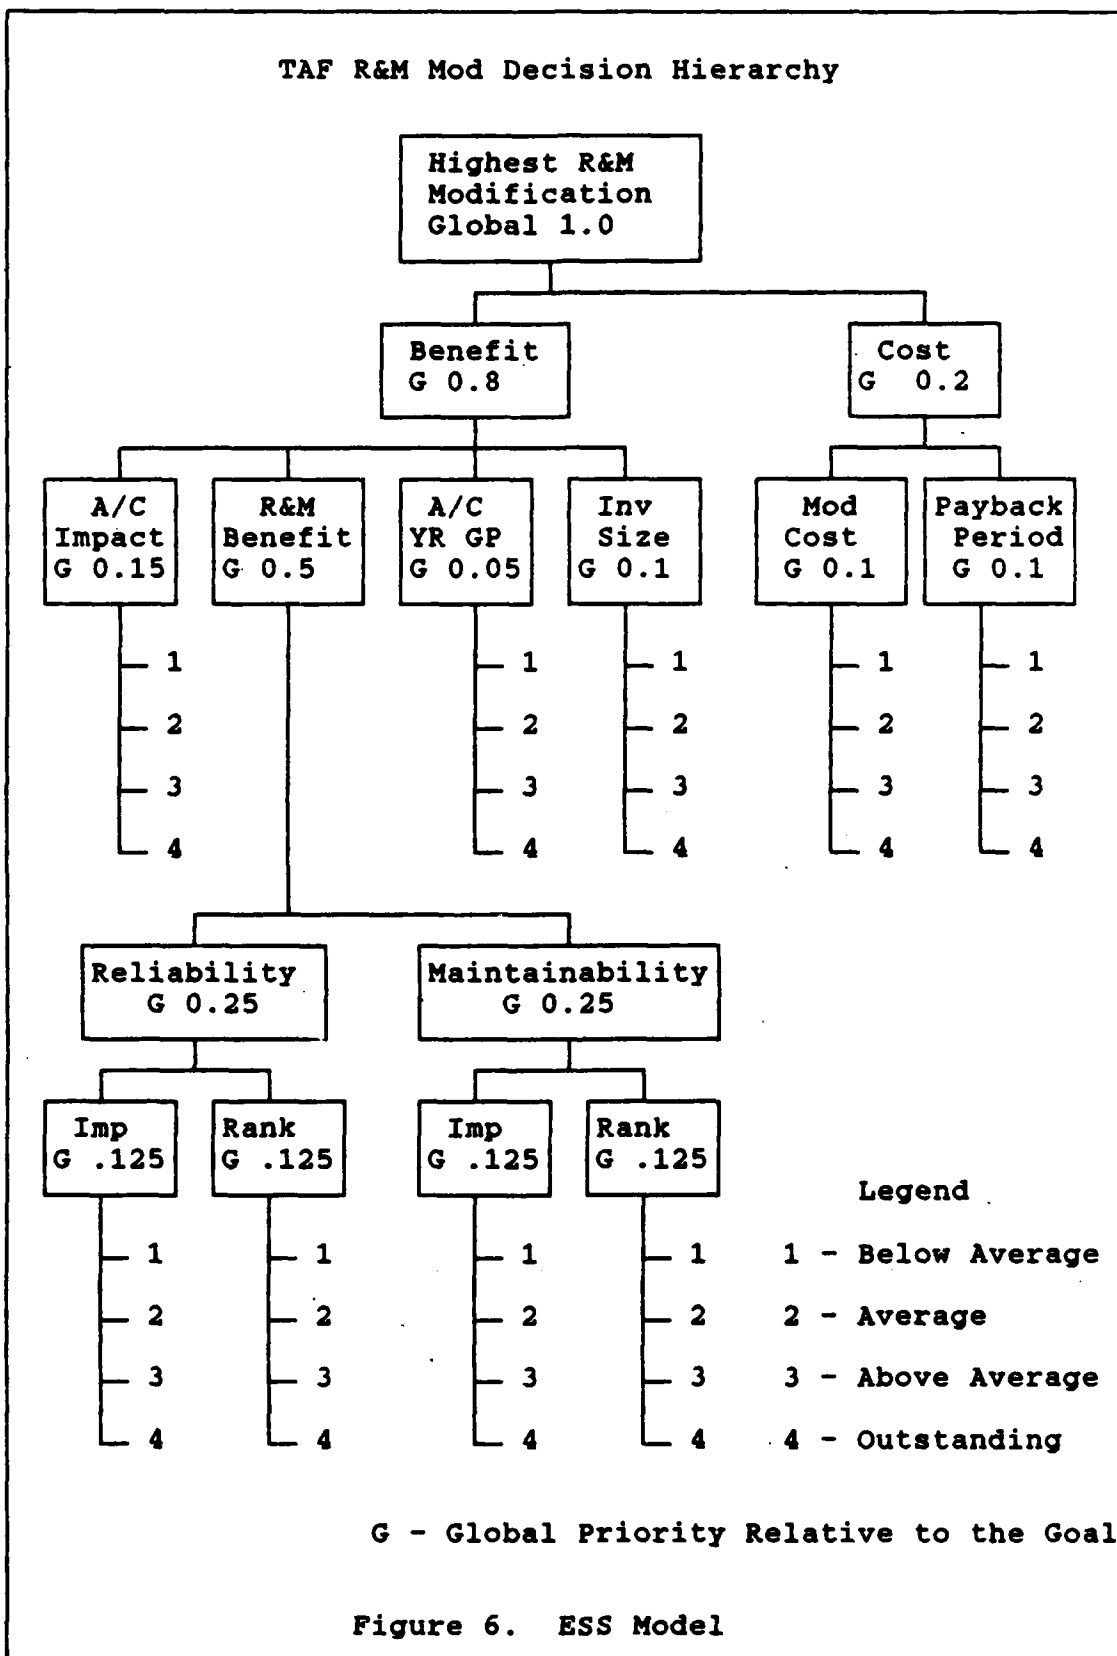 TAF R&M Mod Decision Hierarchy
Highest R&M
Modification
Global 1.0
Benefit
G 0.8
Cost
G 0.2
A/C
Impact
G 0.15
R&M
Benefit
G 0.5
A/C
YR GP
G 0.05
Inv
Size
G 0.1
Mod
Cost
G 0.1
Payback
Period
G 0.1
1 1 1 1 1
2 2 2 2 2
3 3 3 3 3
4 4 4 4 4
Reliability
G 0.25
Maintainability
G 0.25
Imp
G .125
Rank
G .125
Imp
G .125
Rank
G .125
Legend
1 1 1 1 1 - Below Average
2 2 2 2 2 - Average
3 3 3 3 3 - Above Average
4 4 4 4 4 - Outstanding
G - Global Priority Relative to the Goal
Figure 6. ESS Model